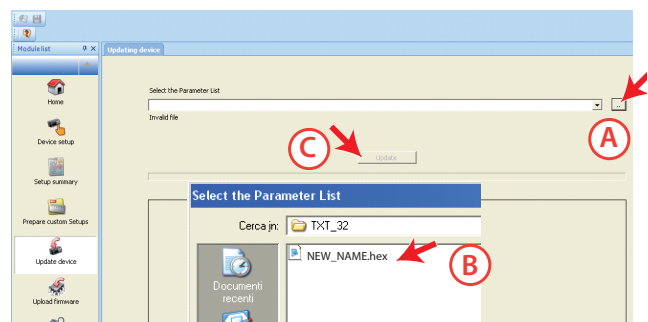 Module list
Updating device
Select the Parameter List
..
Invalid file
Home
A
C
Update
Device setup
Setup summary
Select the Parameter List
Cerca in: TXT_32
Prepare custom Setups
NEW_NAME.hex
B
Documenti
recenti
Update device
Upload firmware